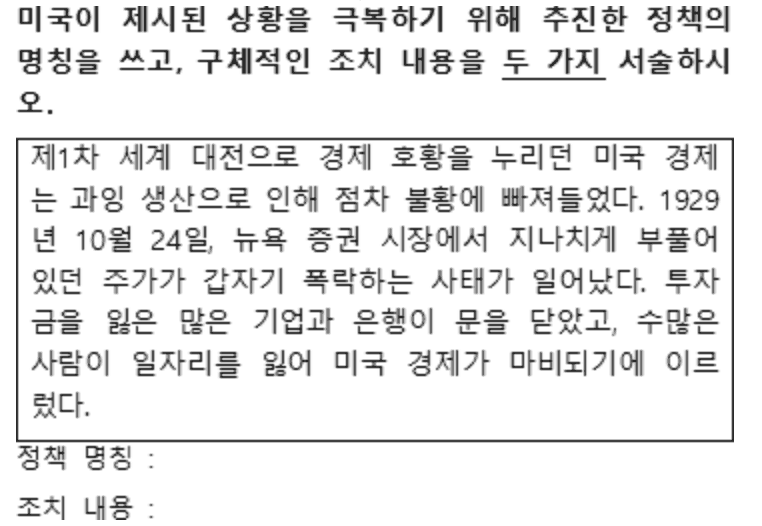 미국이 제시된 상황을 극복하기 위해 추진한 정책의
명칭을 쓰고, 구체적인 조치 내용을 두 가지 서술하시
오.
제1차 세계 대전으로 경제 호황을 누리던 미국 경제
는 과잉 생산으로 인해 점차 불황에 빠져들었다. 1929
년 10월 24일, 뉴욕 증권 시장에서 지나치게 부풀어
있던 주가가 갑자기 폭락하는 사태가 일어났다. 투자
금을 잃은 많은 기업과 은행이 문을 닫았고, 수많은
사람이 일자리를 잃어 미국 경제가 마비되기에 이르
렀다.
정책 명칭 :
조치 내용 :